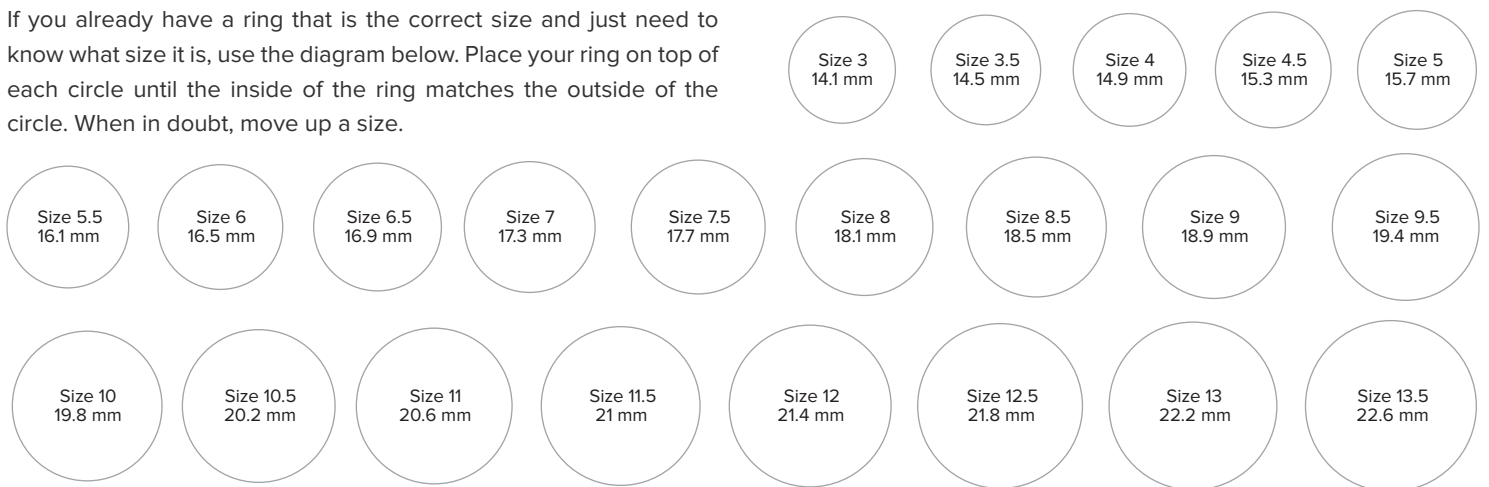 If you already have a ring that is the correct size and just need to
know what size it is, use the diagram below. Place your ring on top of
each circle until the inside of the ring matches the outside of the
circle. When in doubt, move up a size.
Size 3
14.1 mm
Size 3.5
14.5 mm
Size 4
14.9 mm
Size 4.5
15.3 mm
Size 5
15.7 mm
Size 5.5
16.1 mm
Size 6
16.5 mm
Size 6.5
16.9 mm
Size 7
17.3 mm
Size 7.5
17.7 mm
Size 8
18.1 mm
Size 8.5
18.5 mm
Size 9
18.9 mm
Size 9.5
19.4 mm
Size 10
19.8 mm
Size 10.5
20.2 mm
Size 11
20.6 mm
Size 11.5
21 mm
Size 12
21.4 mm
Size 12.5
21.8 mm
Size 13
22.2 mm
Size 13.5
22.6 mm